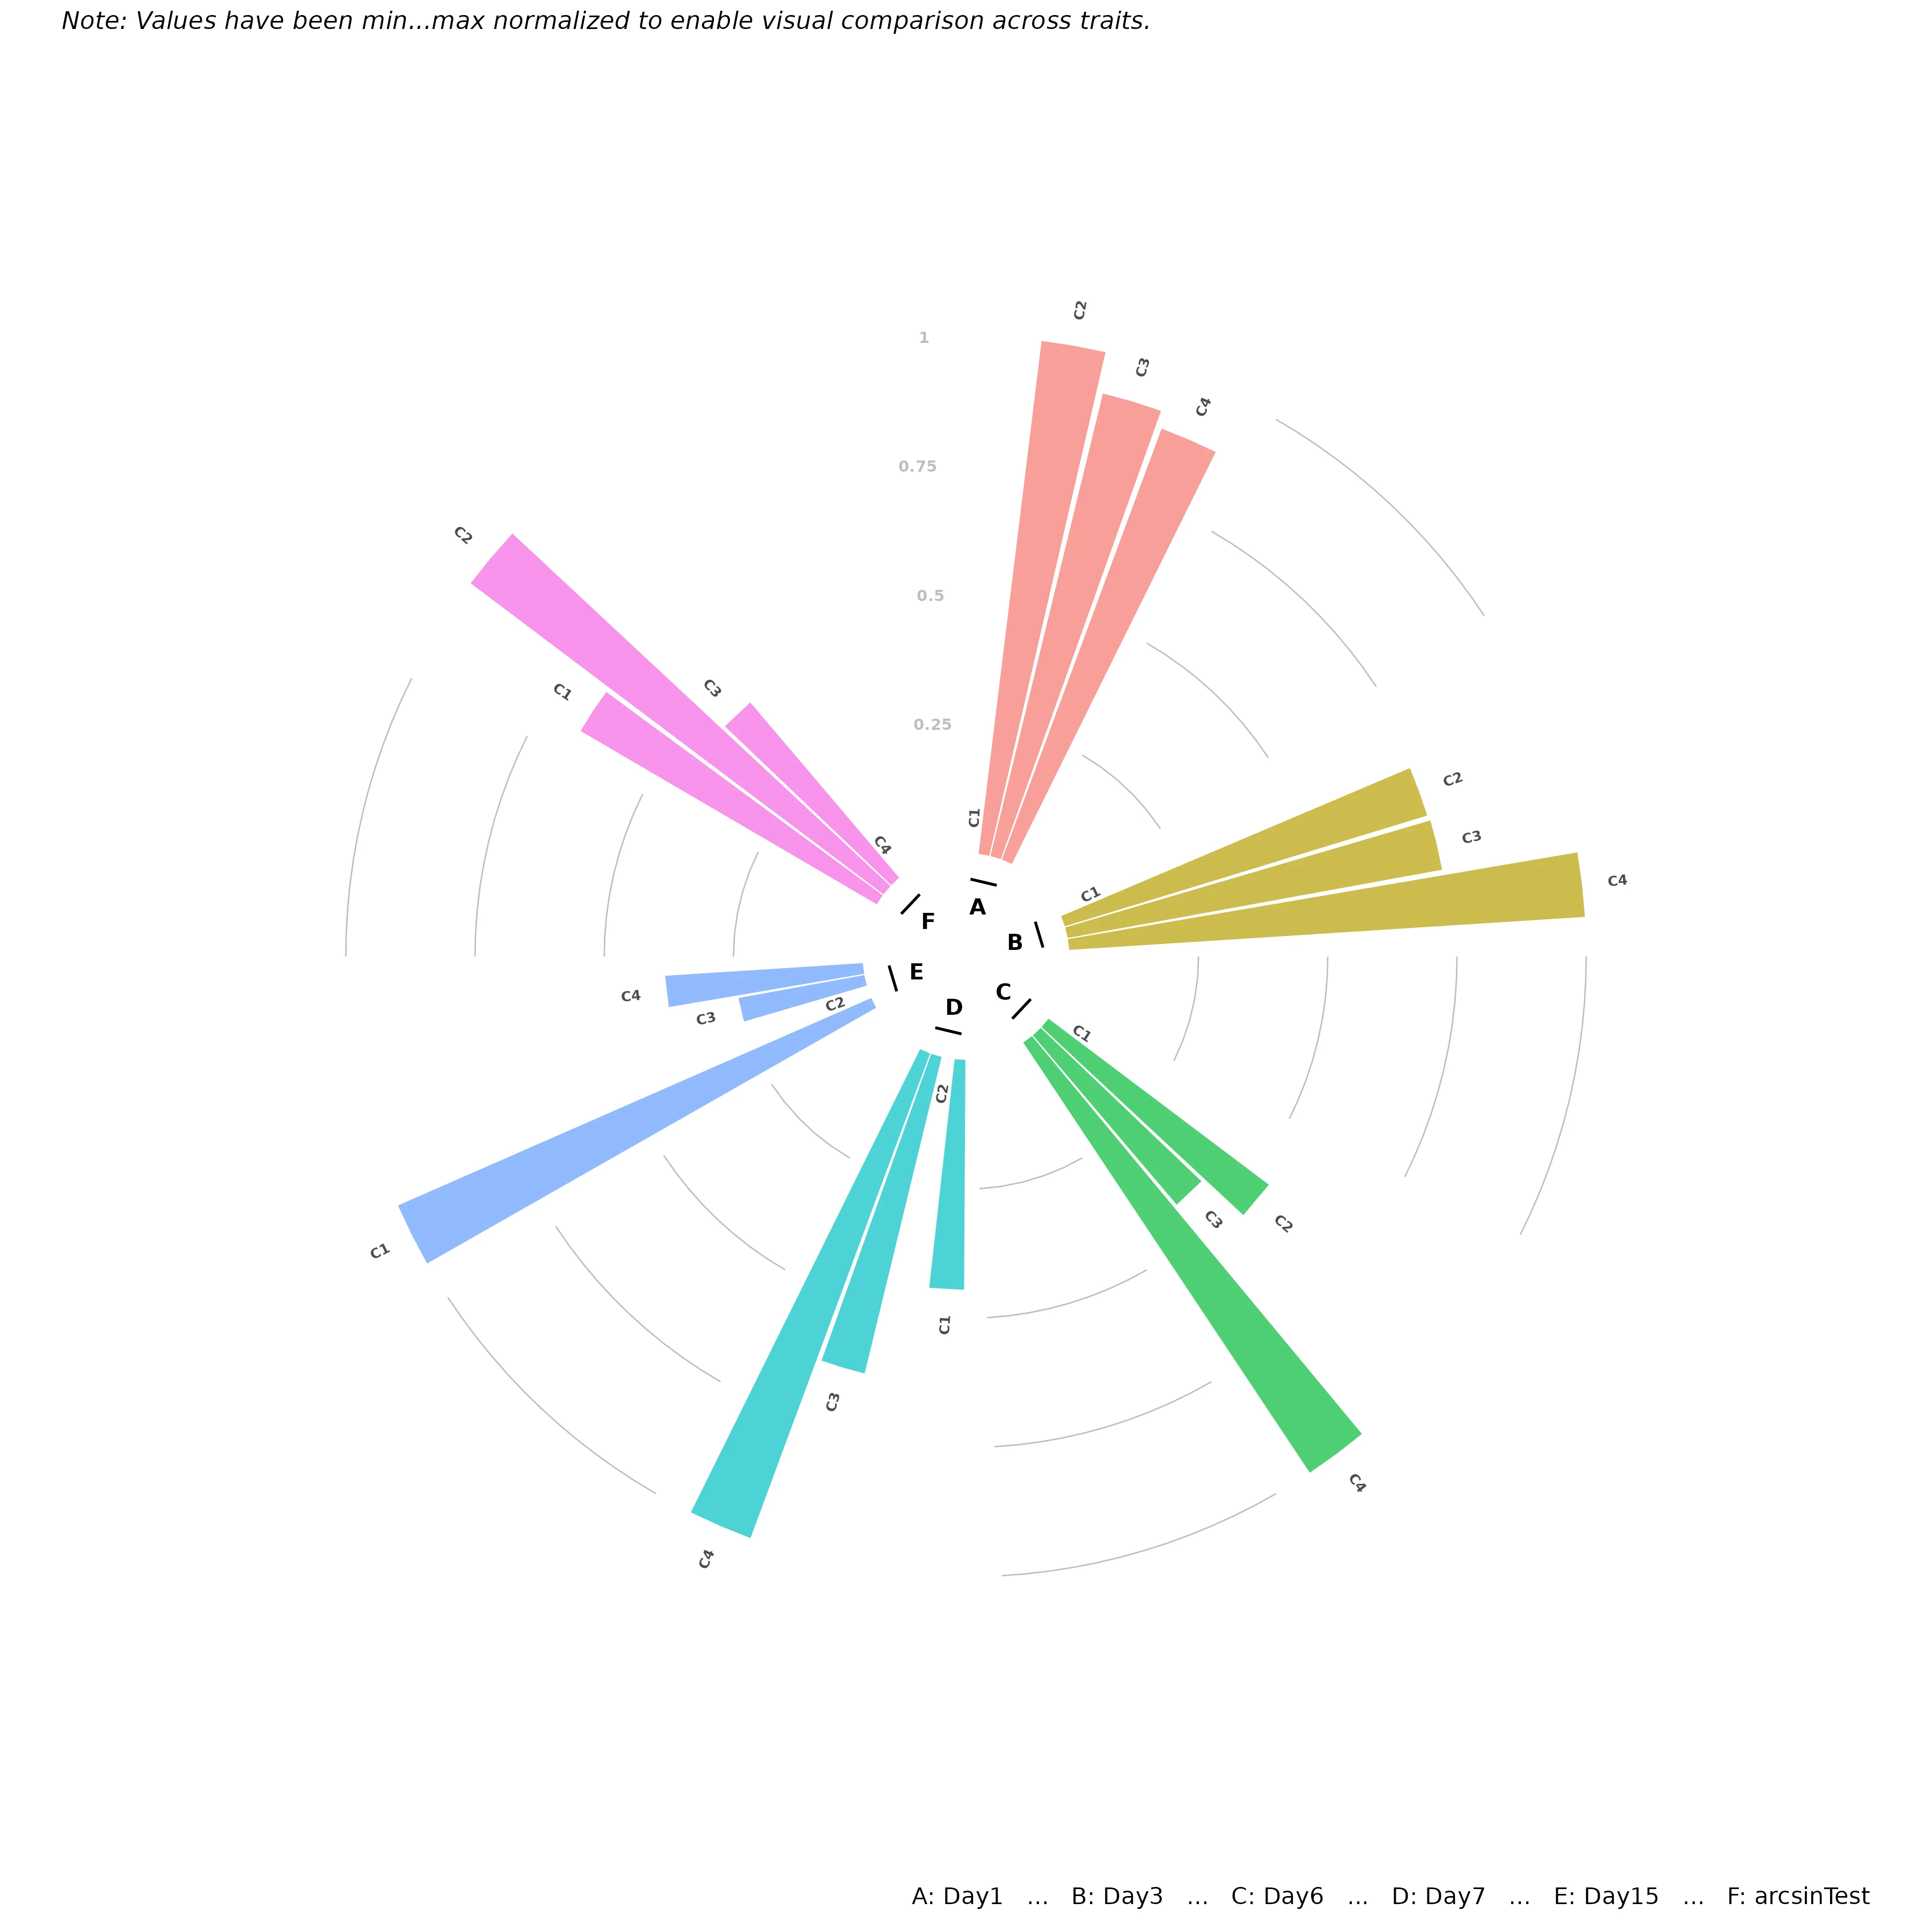 Note: Values have been min...max normalized to enable visual comparison across traits.
C2
1
C3
C4
0.75
C2
0.5
C3
C1
0.25
C2
C1
C3
C4
C4
C1
A
F
B
E
C
D
C4
C2
C3
C1
C2
C3
C2
C1
C1
C3
C4
C4
A: Day1 ... B: Day3 ... C: Day6 ... D: Day7 ... E: Day15 ... F: arcsinTest